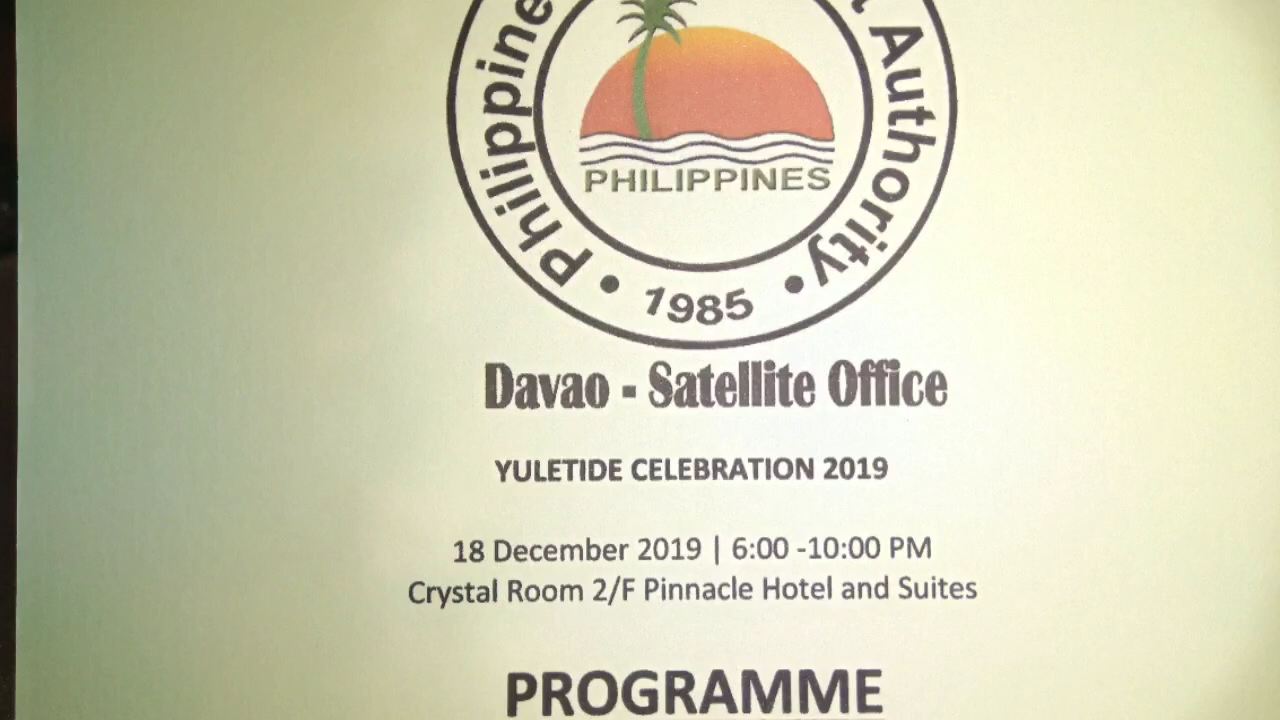 Philippine
Authority
PHILIPPINES
• 1985 •
Davao - Satellite Office
YULETIDE CELEBRATION 2019
18 December 2019 | 6:00 -10:00 PM
Crystal Room 2/F Pinnacle Hotel and Suites
PROGRAMME